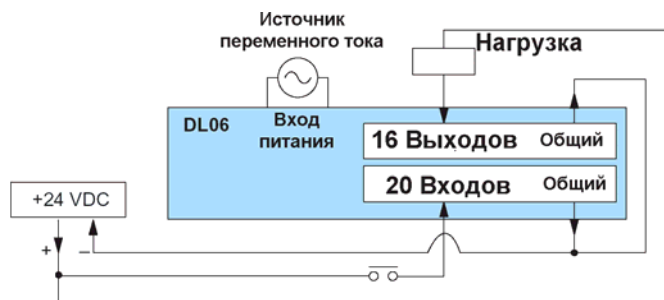 Источник
переменного тока
Нагрузка
DL06
Вход
питания
16 Выходов
Общий
20 Входов
Общий
+24 VDC
+
−